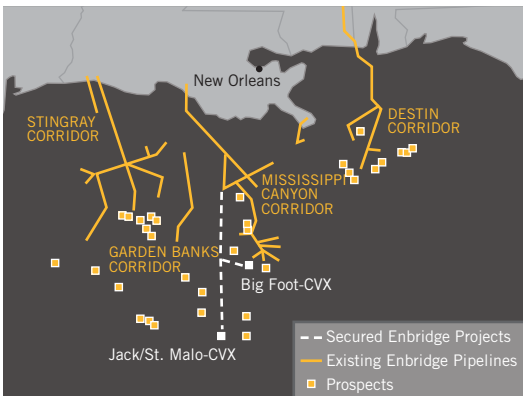 New Orleans
STINGRAY
CORRIDOR
DESTIN
CORRIDOR
MISSISSIPPI
CANYON
CORRIDOR
GARDEN BANKS
CORRIDOR
Big Foot-CVX
Jack/St. Malo-CVX
Secured Enbridge Projects
Existing Enbridge Pipelines
Prospects